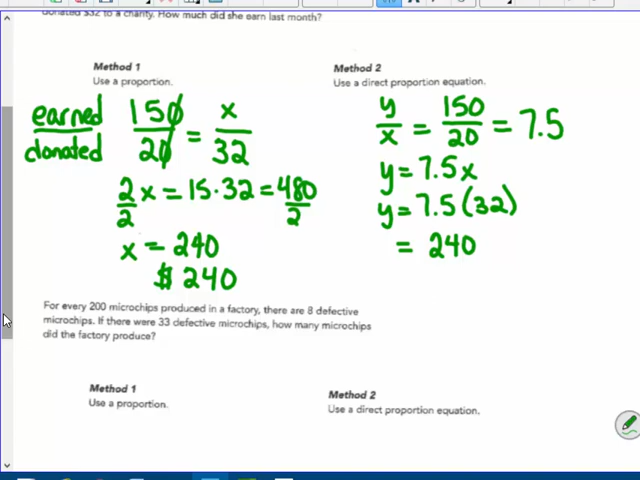 donated $32 to a charity. How much did she earn last month?
Method 1
Use a proportion.
earned
donated
150/20 = x/32
2/2 x = 15·32 = 480/2
x = 240
$240
Method 2
Use a direct proportion equation.
y/x = 150/20 = 7.5
y = 7.5x
y = 7.5(32)
= 240
For every 200 microchips produced in a factory, there are 8 defective
microchips. If there were 33 defective microchips, how many microchips
did the factory produce?
Method 1
Use a proportion.
Method 2
Use a direct proportion equation.